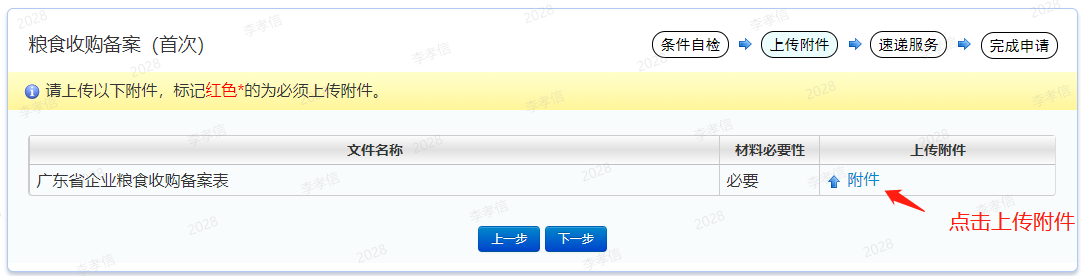 粮食收购备案（首次）
条件自检 上传附件 速递服务 完成申请
请上传以下附件，标记红色*的为必须上传附件。
文件名称 材料必要性 上传附件
广东省企业粮食收购备案表 必要 附件
点击上传附件
上一步 下一步
李孝信
2028